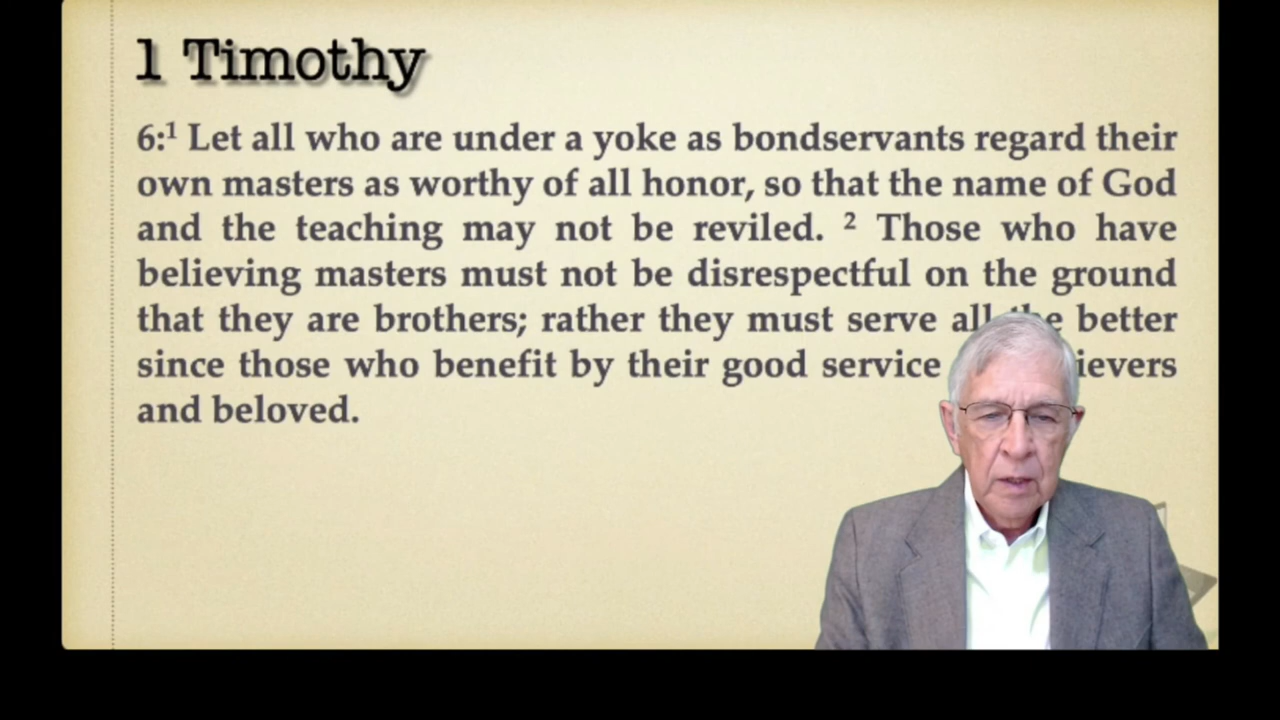 1 Timothy
6:¹ Let all who are under a yoke as bondservants regard their
own masters as worthy of all honor, so that the name of God
and the teaching may not be reviled. ² Those who have
believing masters must not be disrespectful on the ground
that they are brothers; rather they must serve all the better
since those who benefit by their good service
and beloved.